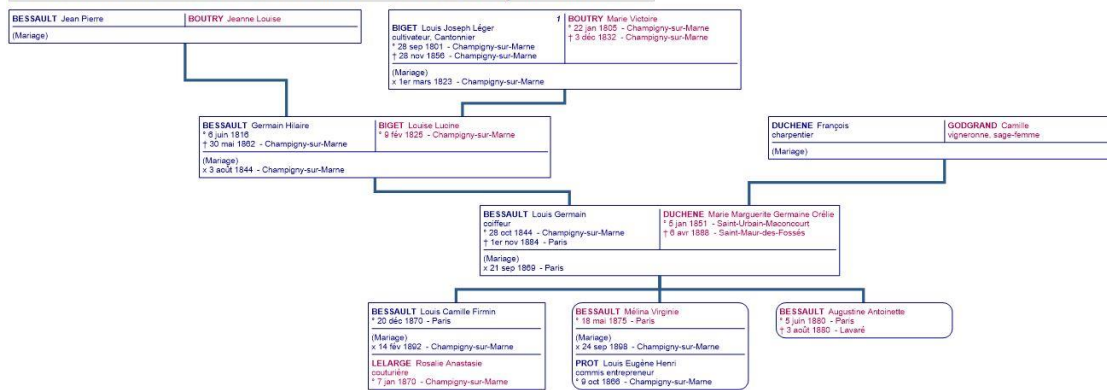 BESSAULT Jean Pierre
BOUTRY Jeanne Louise
(Mariage)
1
BIGET Louis Joseph Léger
cultivateur, Cantonnier
° 28 sep 1801 - Champigny-sur-Marne
† 28 nov 1856 - Champigny-sur-Marne
BOUTRY Marie Victoire
° 22 jan 1805 - Champigny-sur-Marne
† 3 déc 1832 - Champigny-sur-Marne
(Mariage)
x 1er mars 1823 - Champigny-sur-Marne
BESSAULT Germain Hilaire
° 6 juin 1816
† 30 mai 1862 - Champigny-sur-Marne
BIGET Louise Lucine
° 9 fév 1825 - Champigny-sur-Marne
(Mariage)
x 3 août 1844 - Champigny-sur-Marne
DUCHENE François
charpentier
GODGRAND Camille
vigneronne, sage-femme
(Mariage)
BESSAULT Louis Germain
coiffeur
° 28 oct 1844 - Champigny-sur-Marne
† 1er nov 1884 - Paris
DUCHENE Marie Marguerite Germaine Orélie
° 5 jan 1851 - Saint-Urbain-Maconcourt
† 6 avr 1888 - Saint-Maur-des-Fossés
(Mariage)
x 21 sep 1869 - Paris
BESSAULT Louis Camille Firmin
° 20 déc 1870 - Paris
(Mariage)
x 14 fév 1892 - Champigny-sur-Marne
LELARGE Rosalie Anastasie
couturière
° 7 jan 1870 - Champigny-sur-Marne
BESSAULT Mélina Virginie
° 18 mai 1875 - Paris
(Mariage)
x 24 sep 1898 - Champigny-sur-Marne
PROT Louis Eugène Henri
commis entrepreneur
° 9 oct 1866 - Champigny-sur-Marne
BESSAULT Augustine Antoinette
° 5 juin 1880 - Paris
† 3 août 1880 - Lavaré